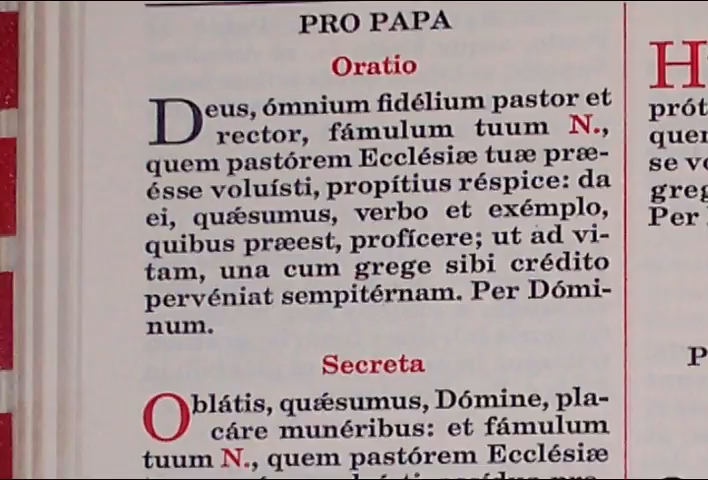 PRO PAPA
Oratio
Deus, ómnium fidélium pastor et
rector, fámulum tuum N.,
quem pastórem Ecclésiæ tuæ præ-
ésse voluísti, propítius réspice: da
ei, quǽsumus, verbo et exémplo,
quibus præest, profícere; ut ad vi-
tam, una cum grege sibi crédito
pervéniat sempitérnam. Per Dómi-
num.
Secreta
Oblátis, quǽsumus, Dómine, pla-
cáre munéribus: et fámulum
tuum N., quem pastórem Ecclésiæ
H
prót
quem
se vo
greg
Per
P